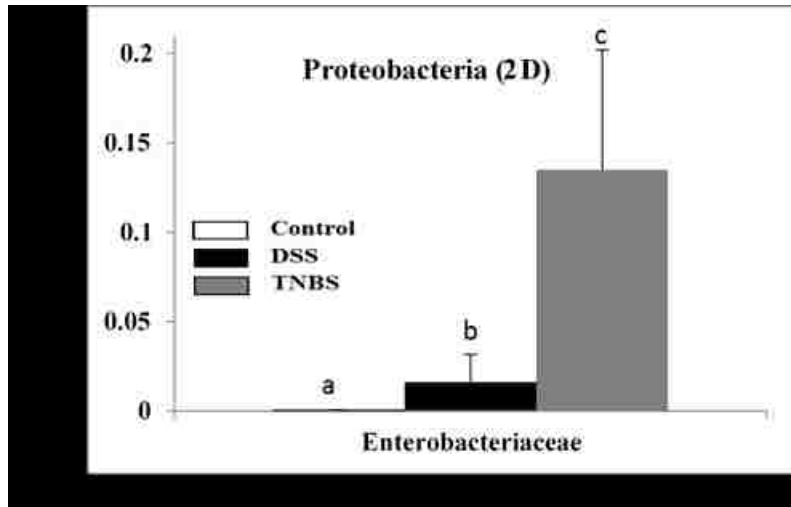 Proteobacteria (2D)
0.2
0.15
0.1
0.05
0
Control
DSS
TNBS
a
b
c
Enterobacteriaceae